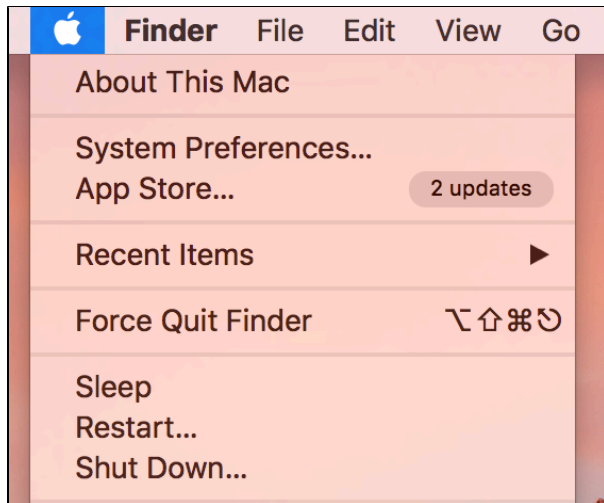 Finder File Edit View Go
About This Mac
System Preferences...
App Store... 2 updates
Recent Items ▶
Force Quit Finder ⌥⇧⌘⎋
Sleep
Restart...
Shut Down...